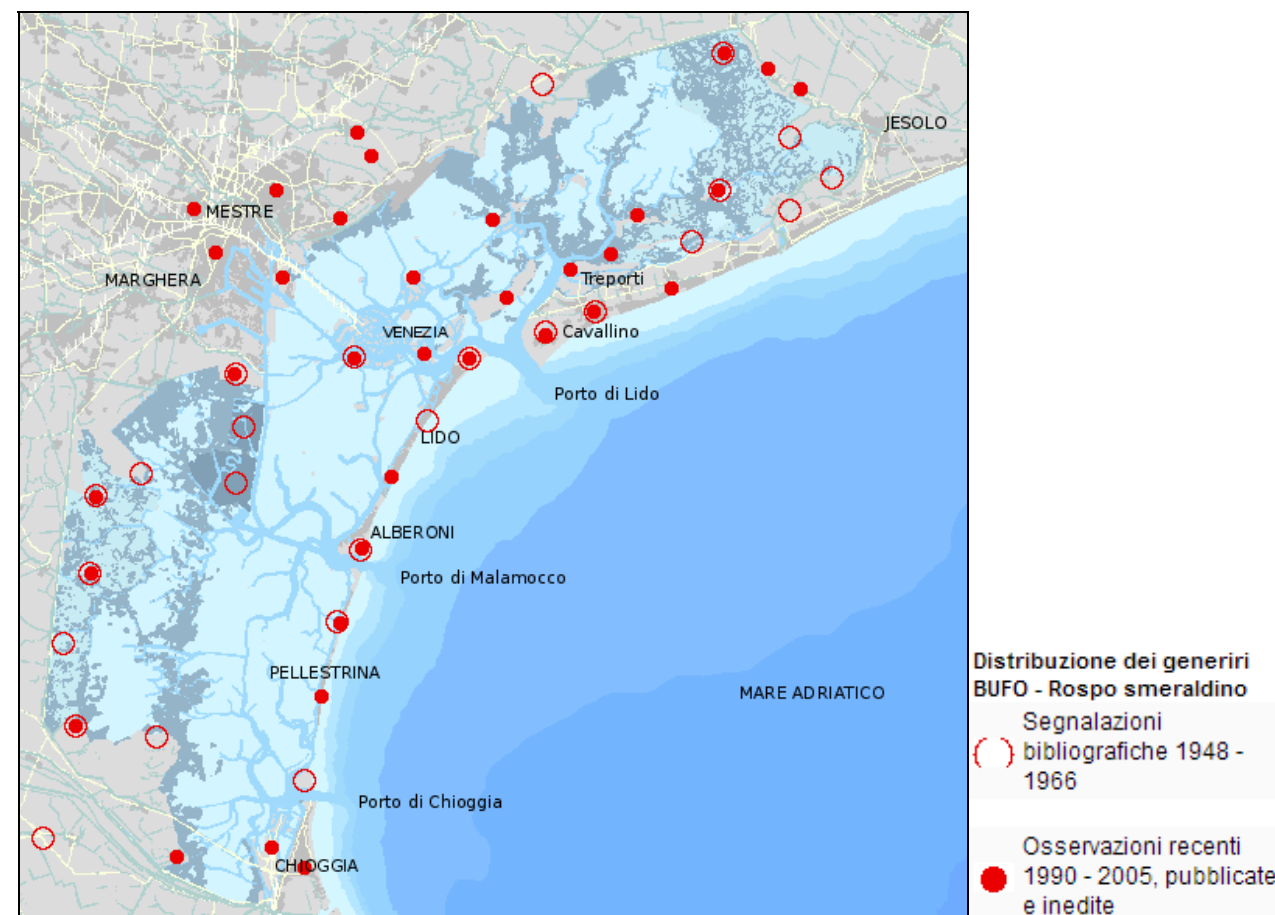 JESOLO
MESTRE
MARGHERA
Treporti
VENEZIA
Cavallino
Porto di Lido
LIDO
ALBERONI
Porto di Malamocco
PELLESTRINA
MARE ADRIATICO
Porto di Chioggia
CHIOGGIA
Distribuzione dei generiri
BUFO - Rospo smeraldino
Segnalazioni
bibliografiche 1948 -
1966
Osservazioni recenti
1990 - 2005, pubblicate
e inedite